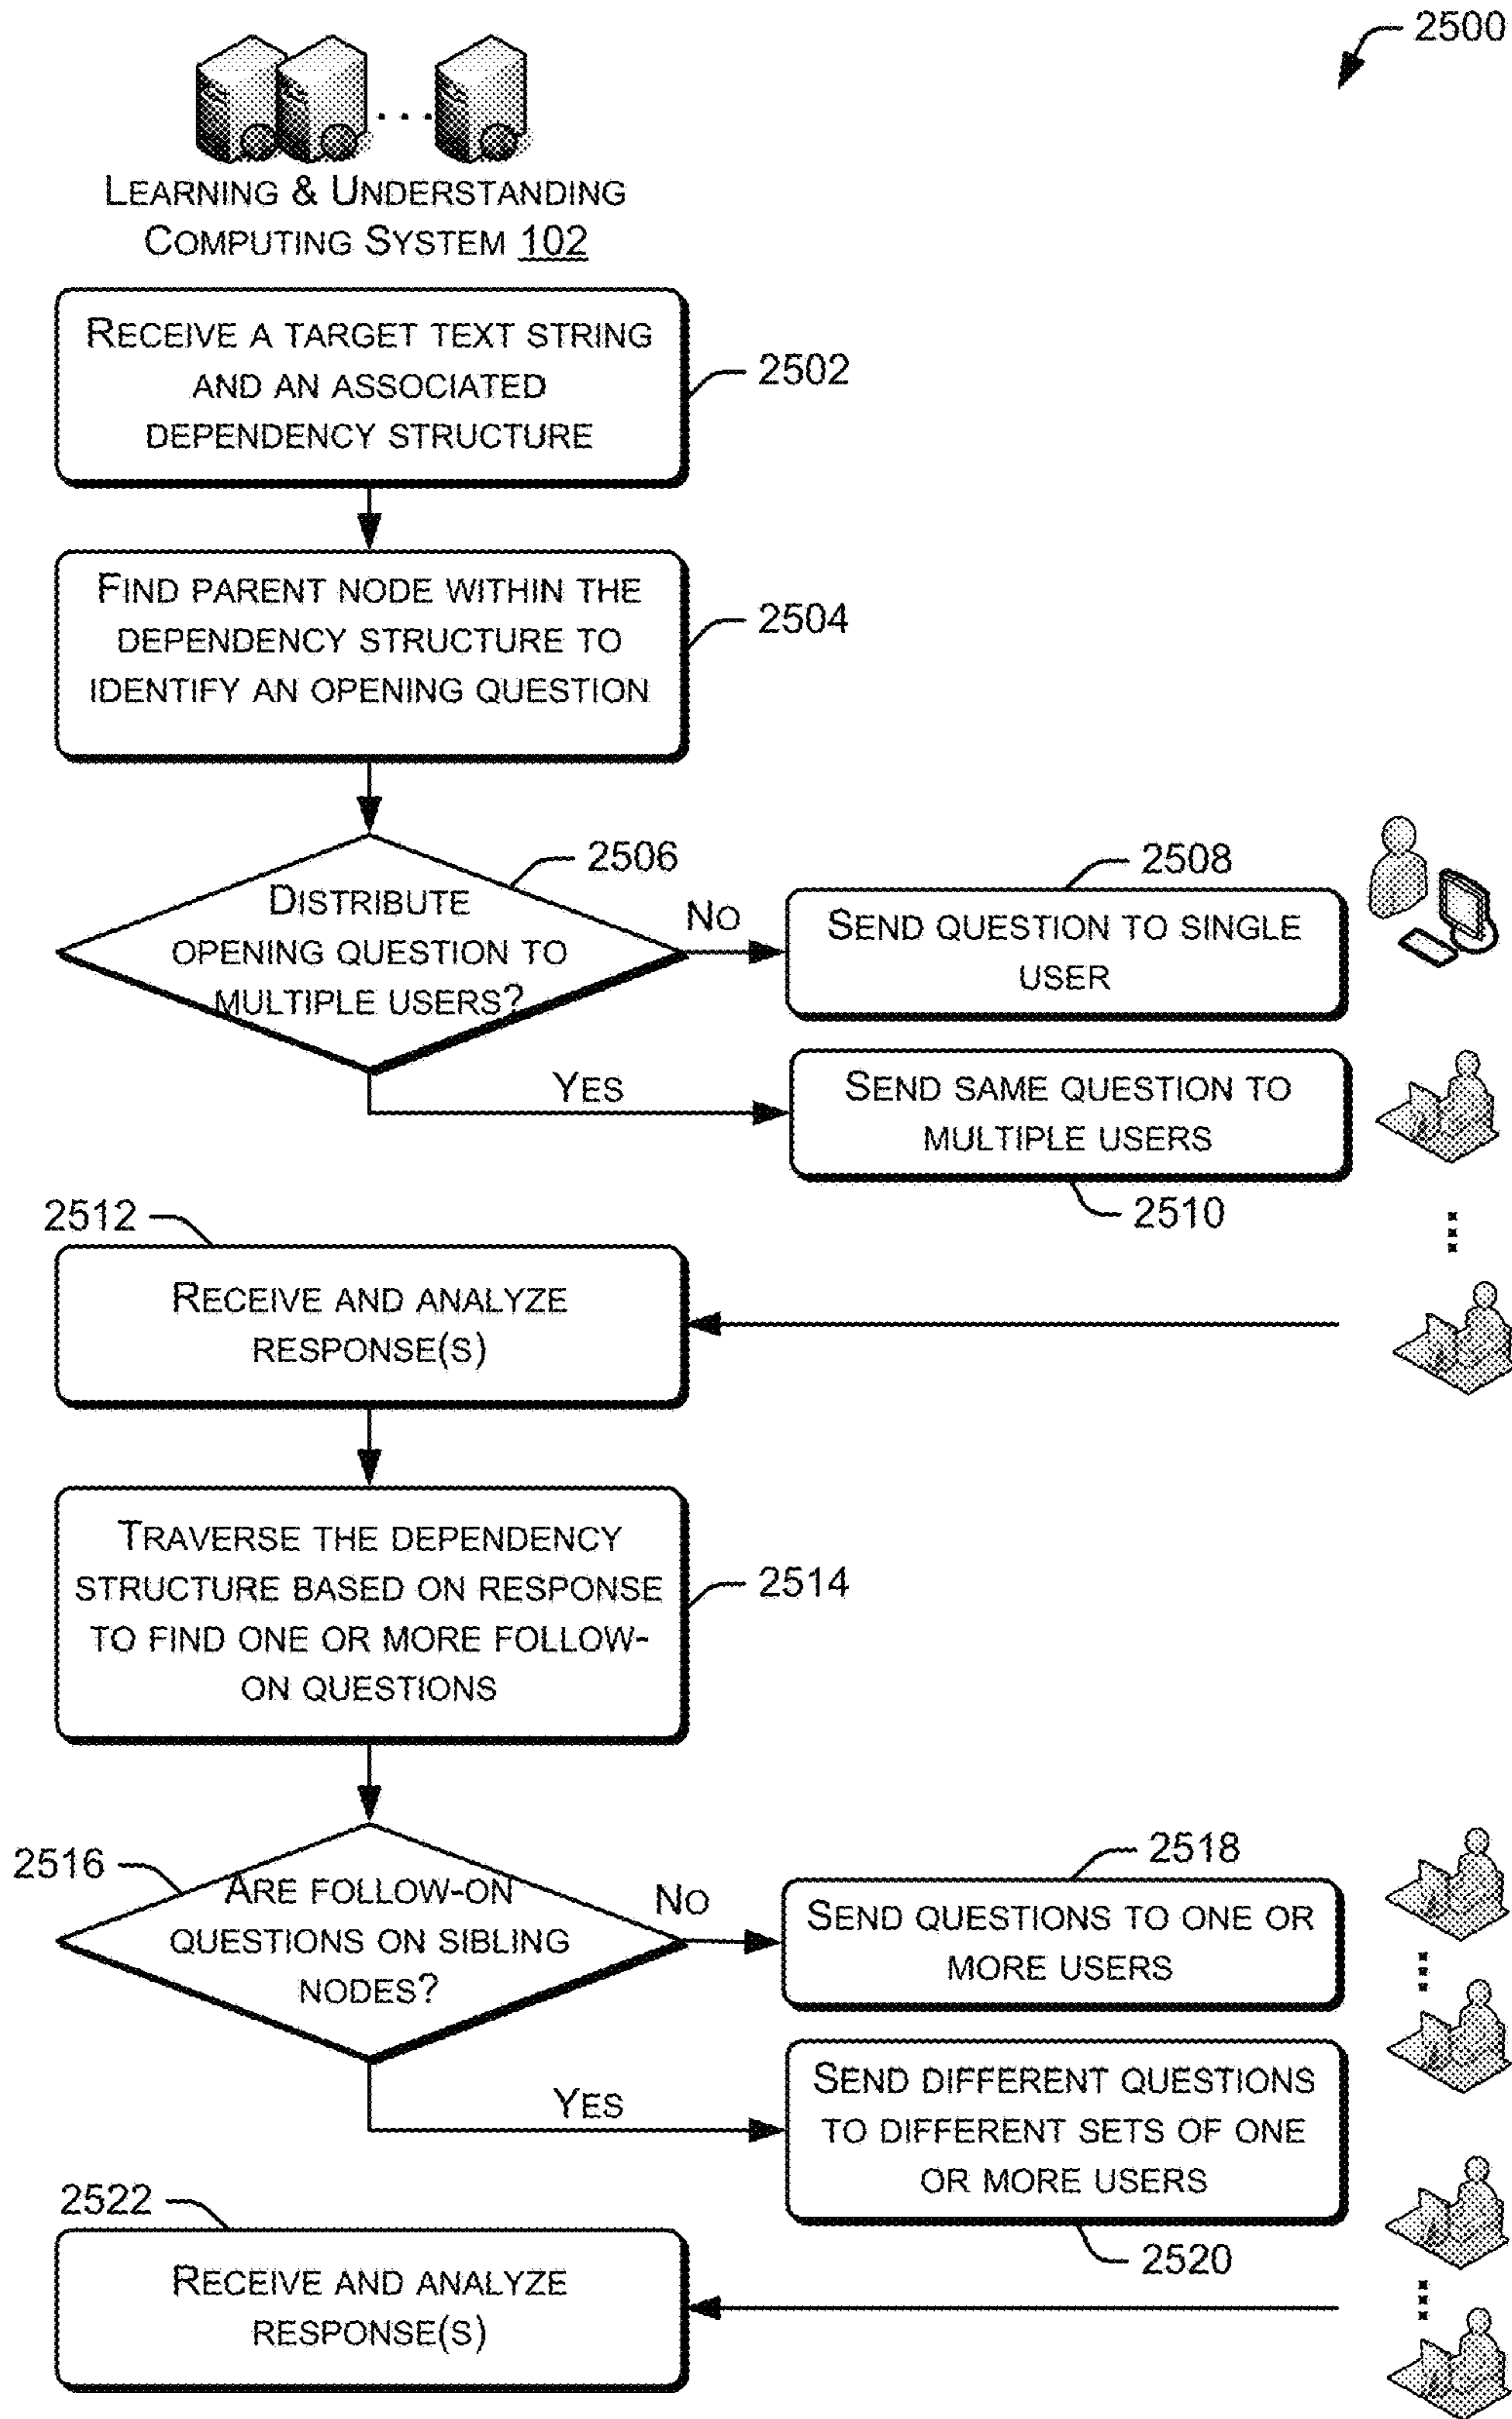 2500
LEARNING & UNDERSTANDING
COMPUTING SYSTEM 102
RECEIVE A TARGET TEXT STRING
AND AN ASSOCIATED
DEPENDENCY STRUCTURE
2502
FIND PARENT NODE WITHIN THE
DEPENDENCY STRUCTURE TO
IDENTIFY AN OPENING QUESTION
2504
2506
DISTRIBUTE
OPENING QUESTION TO
MULTIPLE USERS?
NO
2508
SEND QUESTION TO SINGLE
USER
YES
SEND SAME QUESTION TO
MULTIPLE USERS
2510
2512
RECEIVE AND ANALYZE
RESPONSE(S)
TRAVERSE THE DEPENDENCY
STRUCTURE BASED ON RESPONSE
TO FIND ONE OR MORE FOLLOW-
ON QUESTIONS
2514
2516
ARE FOLLOW-ON
QUESTIONS ON SIBLING
NODES?
NO
2518
SEND QUESTIONS TO ONE OR
MORE USERS
YES
SEND DIFFERENT QUESTIONS
TO DIFFERENT SETS OF ONE
OR MORE USERS
2520
2522
RECEIVE AND ANALYZE
RESPONSE(S)